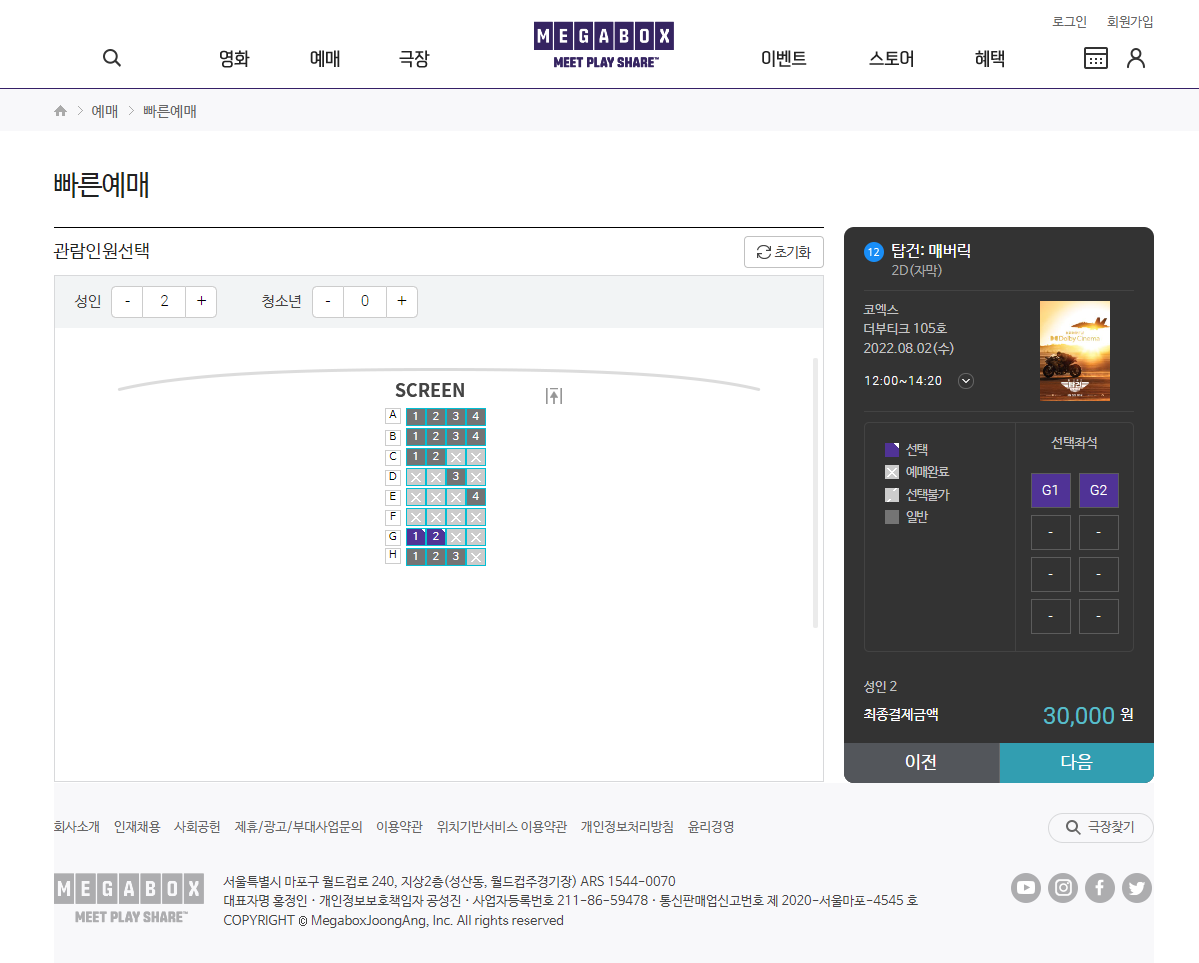 로그인 회원가입
영화 예매 극장 MEGABOX 이벤트 스토어 혜택
MEET PLAY SHARE™
예매 빠른예매
빠른예매
관람인원선택 초기화
성인 - 2 + 청소년 - 0 +
SCREEN
A 1 2 3 4
B 1 2 3 4
C 1 2
D 3
E 4
F
G 1 2
H 1 2 3
12 탑건: 매버릭
2D(자막)
코엑스
더부티크 105호
2022.08.02(수)
12:00~14:20
Dolby Cinema
탑건
선택
예매완료
선택불가
일반
선택좌석
G1 G2
- -
- -
- -
성인 2
최종결제금액 30,000 원
이전 다음
회사소개 인재채용 사회공헌 제휴/광고/부대사업문의 이용약관 위치기반서비스 이용약관 개인정보처리방침 윤리경영 극장찾기
MEGABOX
MEET PLAY SHARE™
서울특별시 마포구 월드컵로 240, 지상2층(성산동, 월드컵주경기장) ARS 1544-0070
대표자명 홍정인 · 개인정보보호책임자 공성진 · 사업자등록번호 211-86-59478 · 통신판매업신고번호 제 2020-서울마포-4545 호
COPYRIGHT © MegaboxJoongAng, Inc. All rights reserved